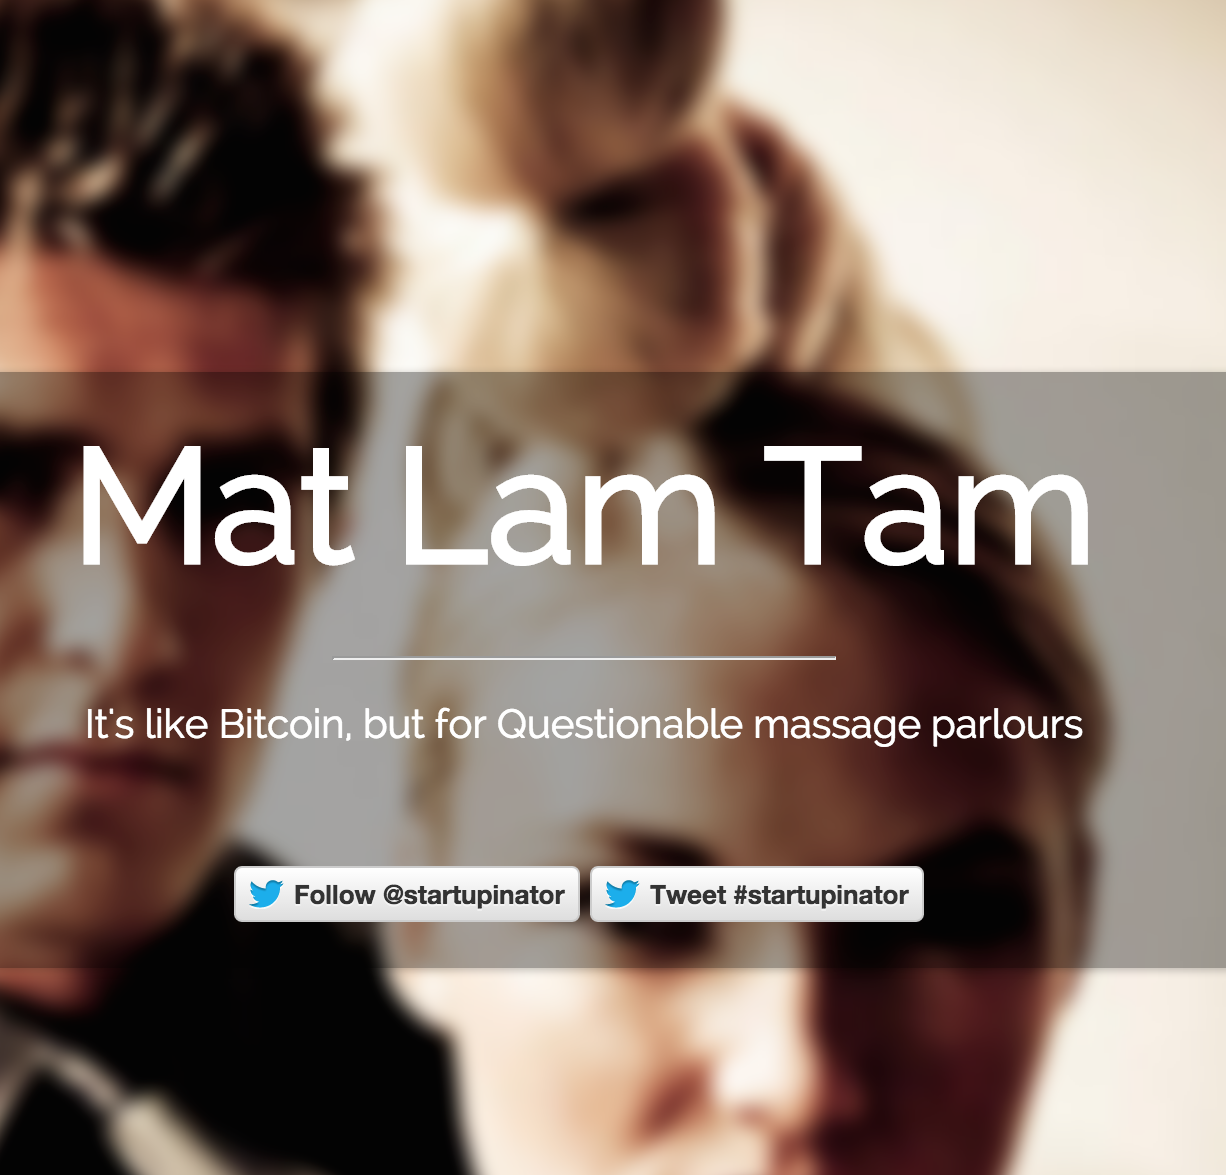 Mat Lam Tam
It's like Bitcoin, but for Questionable massage parlours
Follow @startupinator Tweet #startupinator